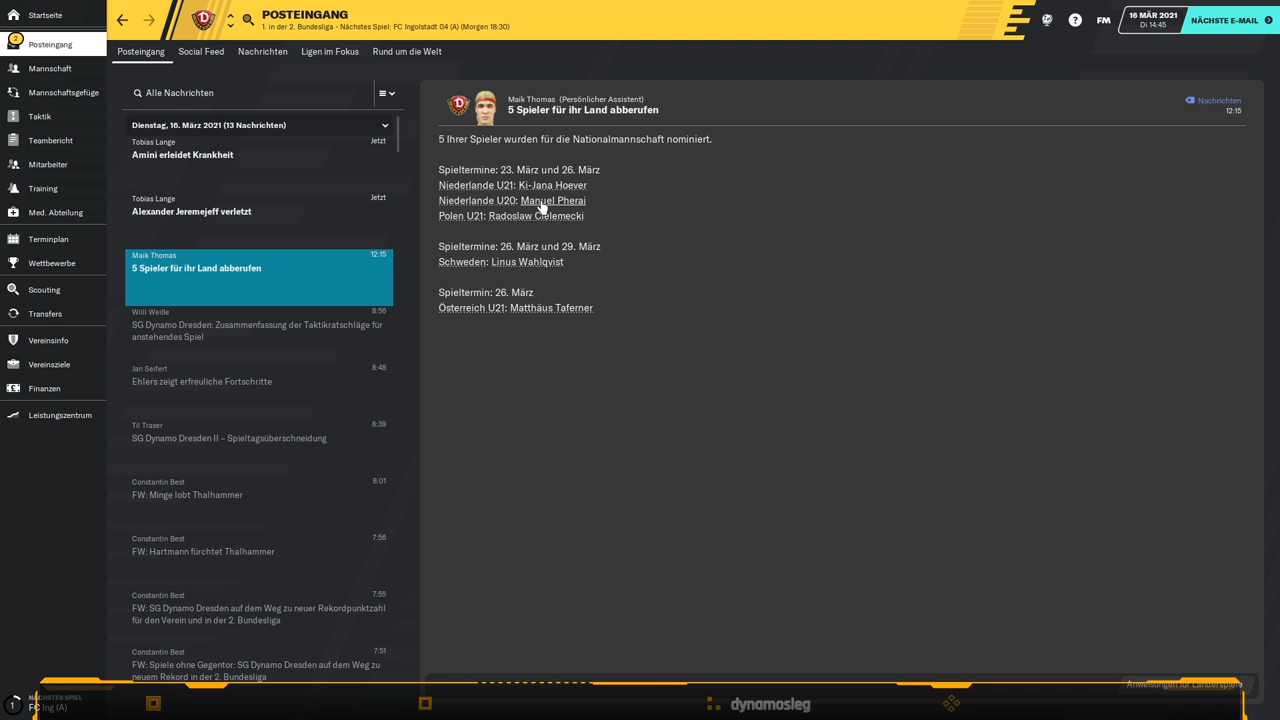 Startseite
2
Posteingang
Mannschaft
Mannschaftsgefüge
Taktik
Teambericht
Mitarbeiter
Training
Med. Abteilung
Terminplan
Wettbewerbe
Scouting
Transfers
Vereinsinfo
Vereinsziele
Finanzen
Leistungszentrum
POSTEINGANG
1. in der 2. Bundesliga - Nächstes Spiel: FC Ingolstadt 04 (A) (Morgen 18:30)
FM
16 MÄR 2021
Di 14:45
NÄCHSTE E-MAIL
Posteingang Social Feed Nachrichten Ligen im Fokus Rund um die Welt
Alle Nachrichten
Dienstag, 16. März 2021 (13 Nachrichten)
Tobias Lange Jetzt
Amini erleidet Krankheit
Tobias Lange Jetzt
Alexander Jeremejeff verletzt
Maik Thomas 12:15
5 Spieler für ihr Land abberufen
Willi Weiße 8:56
SG Dynamo Dresden: Zusammenfassung der Taktikratschläge für
anstehendes Spiel
Jan Seifert 8:48
Ehlers zeigt erfreuliche Fortschritte
Til Traser 8:39
SG Dynamo Dresden II – Spieltagsüberschneidung
Constantin Best 8:01
FW: Minge lobt Thalhammer
Constantin Best 7:56
FW: Hartmann fürchtet Thalhammer
Constantin Best 7:55
FW: SG Dynamo Dresden auf dem Weg zu neuer Rekordpunktzahl
für den Verein und in der 2. Bundesliga
Constantin Best 7:51
FW: Spiele ohne Gegentor: SG Dynamo Dresden auf dem Weg zu
neuem Rekord in der 2. Bundesliga
Maik Thomas (Persönlicher Assistent)
5 Spieler für ihr Land abberufen
Nachrichten
12:15
5 Ihrer Spieler wurden für die Nationalmannschaft nominiert.
Spieltermine: 23. März und 26. März
Niederlande U21: Ki-Jana Hoever
Niederlande U20: Manuel Pherai
Polen U21: Radoslaw Cielemecki
Spieltermine: 26. März und 29. März
Schweden: Linus Wahlqvist
Spieltermin: 26. März
Österreich U21: Matthäus Taferner
Anweisungen für Länderspiele
1
NÄCHSTES SPIEL
FC Ing (A)
dynamosleg